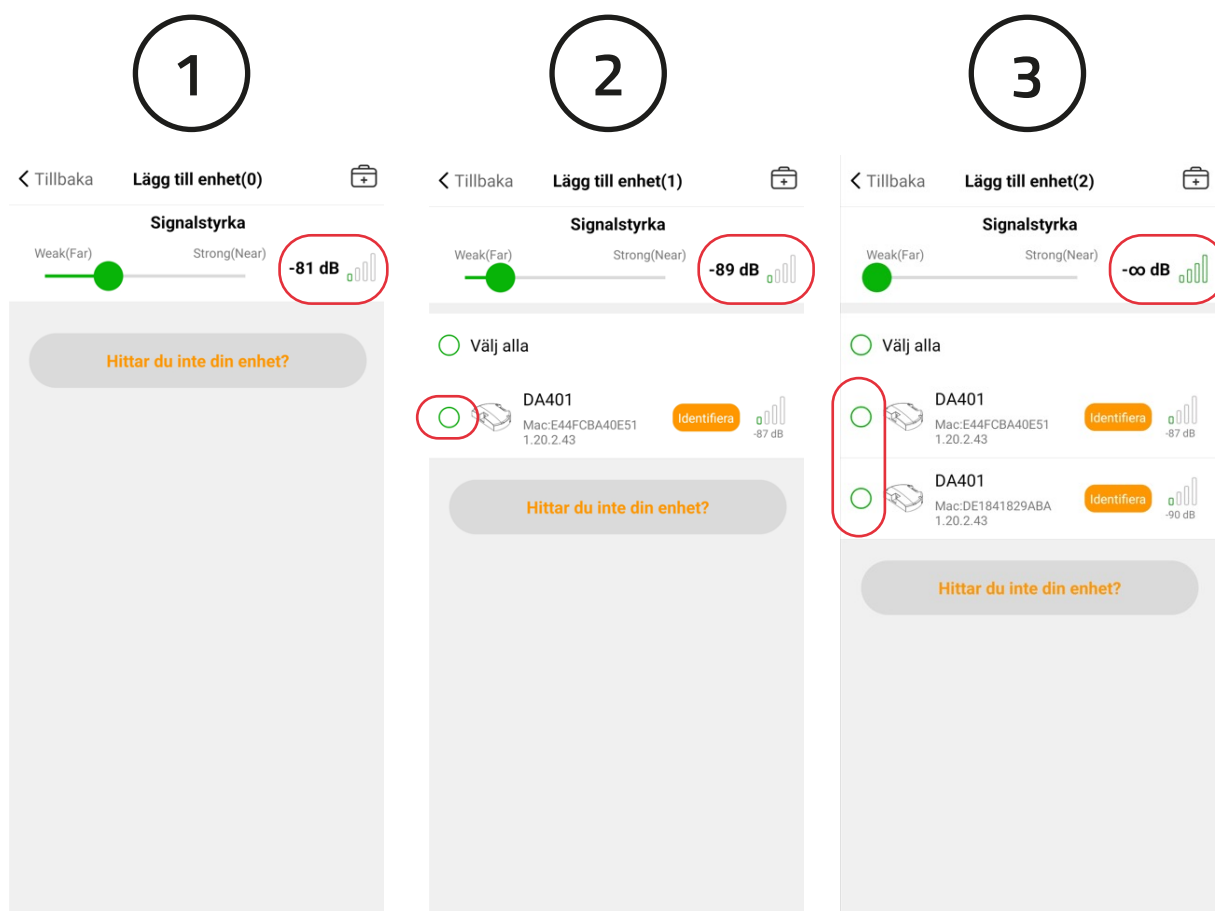 1
2
3
Tillbaka
Lägg till enhet(0)
Signalstyrka
Weak(Far)
Strong(Near)
-81 dB
Hittar du inte din enhet?
Tillbaka
Lägg till enhet(1)
Signalstyrka
Weak(Far)
Strong(Near)
-89 dB
Välj alla
DA401
Mac:E44FCBA40E51
1.20.2.43
Identifiera
-87 dB
Hittar du inte din enhet?
Tillbaka
Lägg till enhet(2)
Signalstyrka
Weak(Far)
Strong(Near)
-∞ dB
Välj alla
DA401
Mac:E44FCBA40E51
1.20.2.43
Identifiera
-87 dB
DA401
Mac:DE1841829ABA
1.20.2.43
Identifiera
-90 dB
Hittar du inte din enhet?